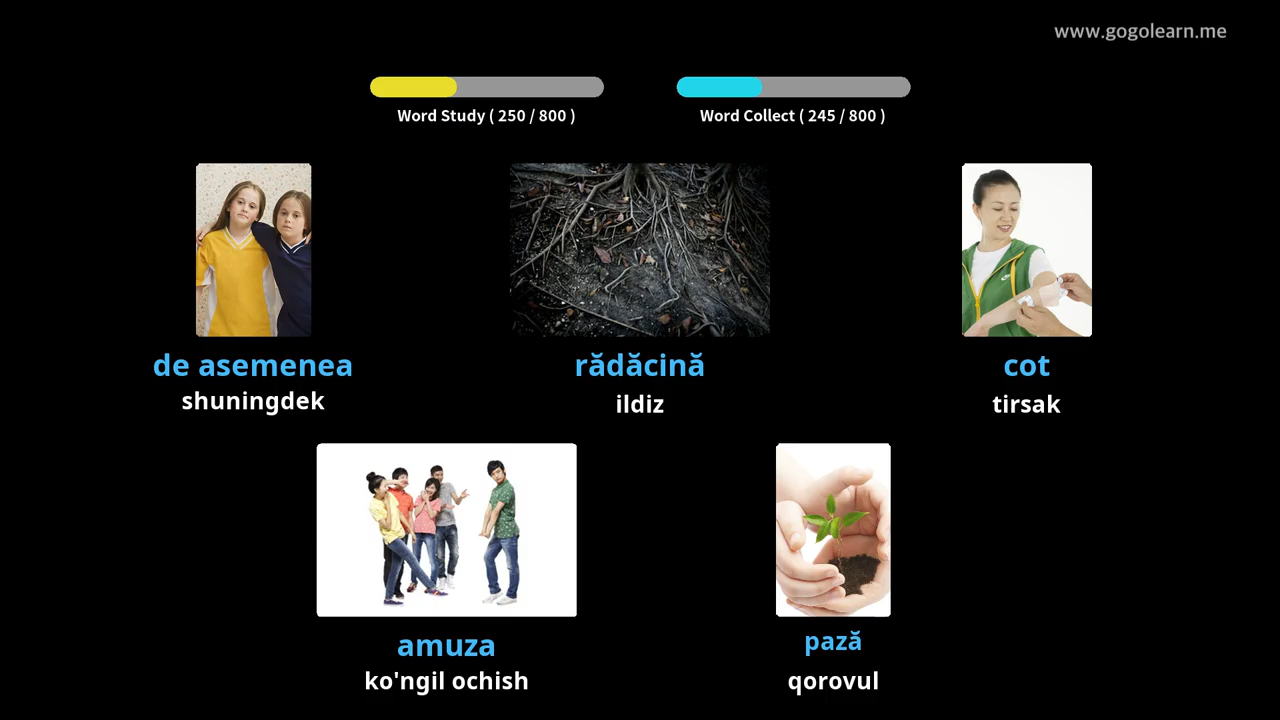 www.gogolearn.me
Word Study ( 250 / 800 )
Word Collect ( 245 / 800 )
de asemenea
shuningdek
rădăcină
ildiz
cot
tirsak
amuza
ko'ngil ochish
pază
qorovul